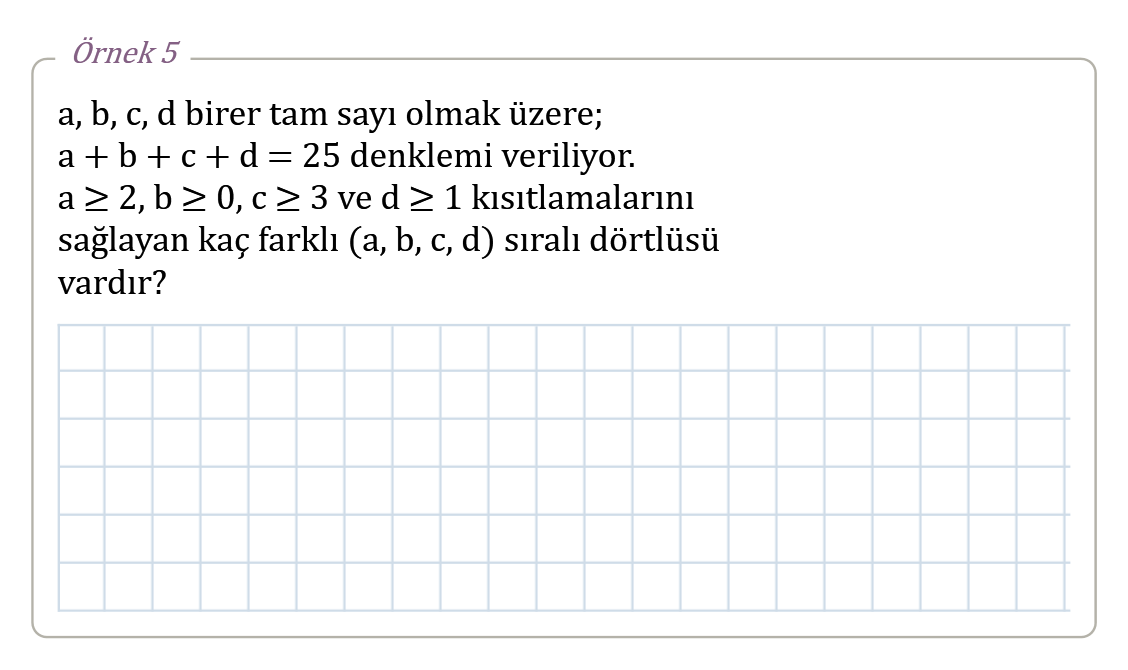 Örnek 5
a, b, c, d birer tam sayı olmak üzere;
a + b + c + d = 25 denklemi veriliyor.
a ≥ 2, b ≥ 0, c ≥ 3 ve d ≥ 1 kısıtlamalarını
sağlayan kaç farklı (a, b, c, d) sıralı dörtlüsü
vardır?